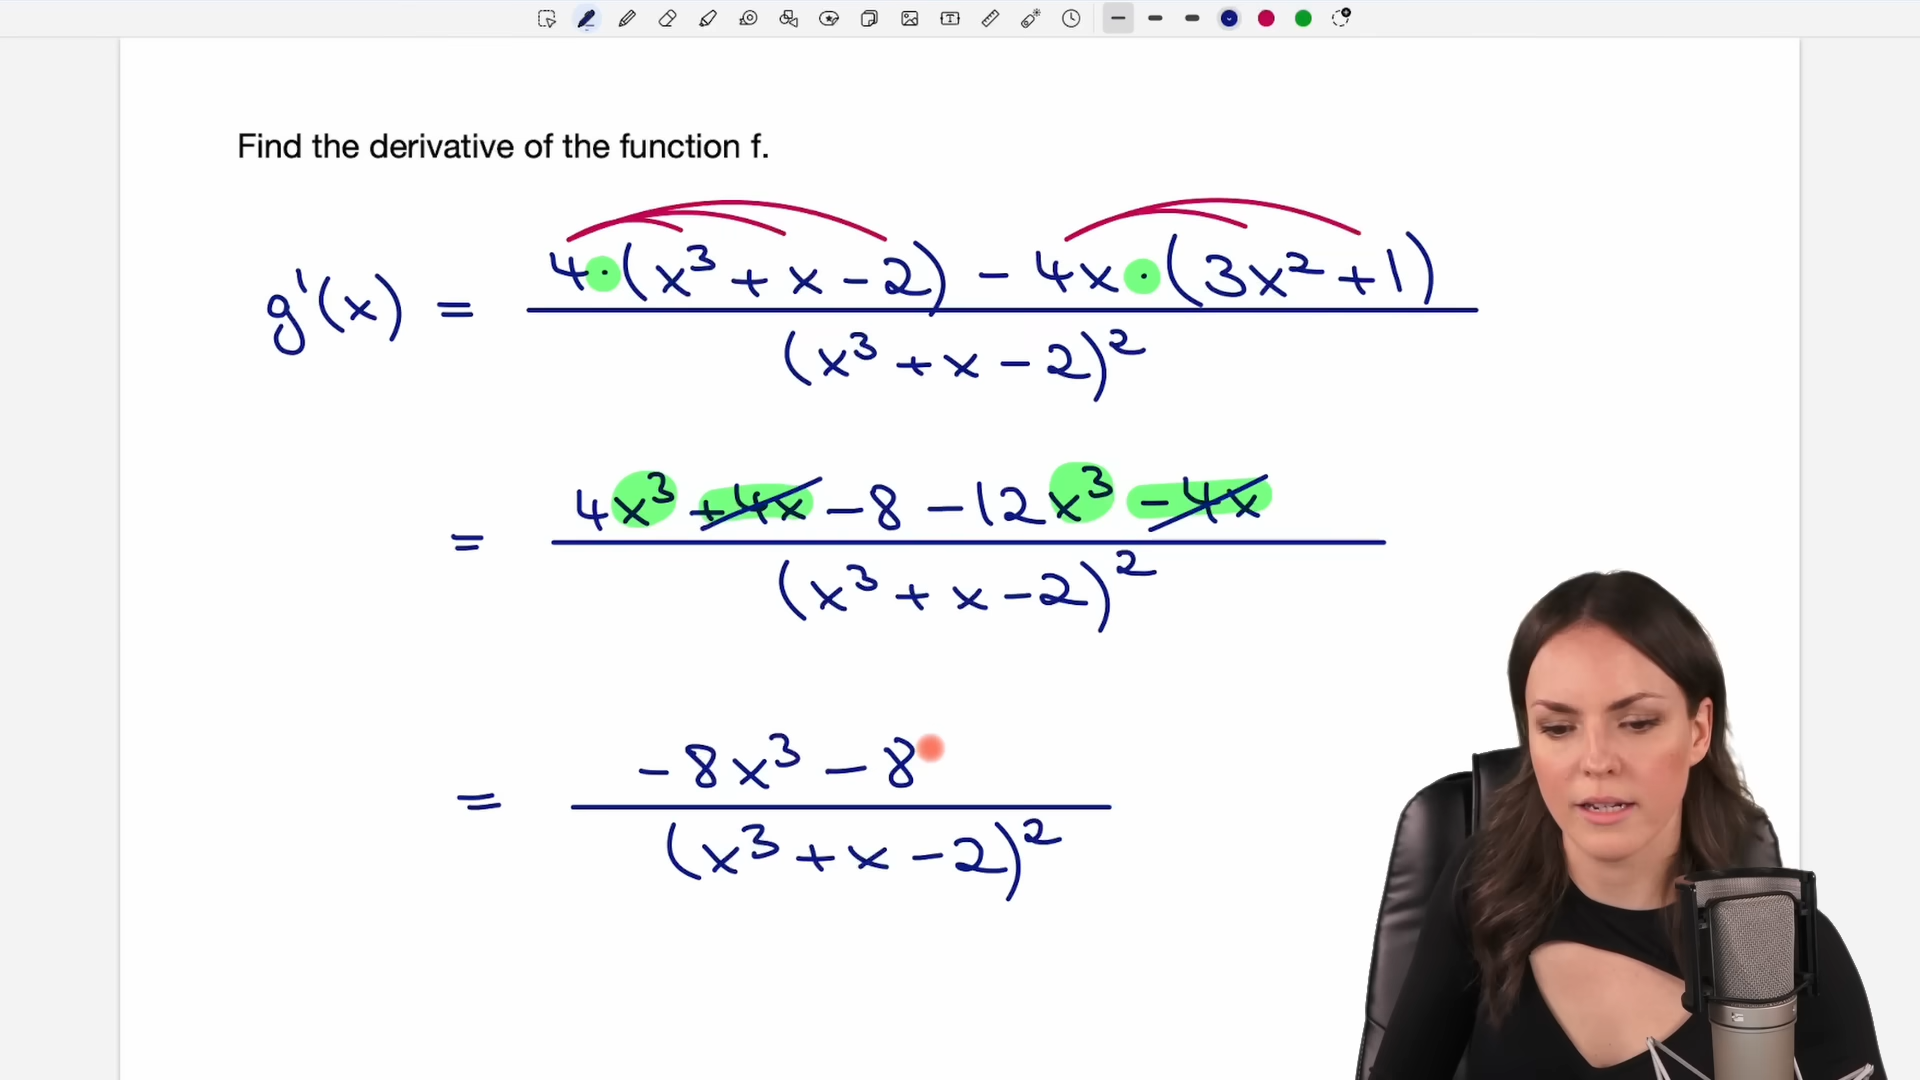 Find the derivative of the function f.
g'(x) = 4·(x³ + x − 2) − 4x·(3x² + 1)
(x³ + x − 2)²
= 4x³ + 4x − 8 − 12x³ − 4x
(x³ + x − 2)²
= −8x³ − 8
(x³ + x − 2)²